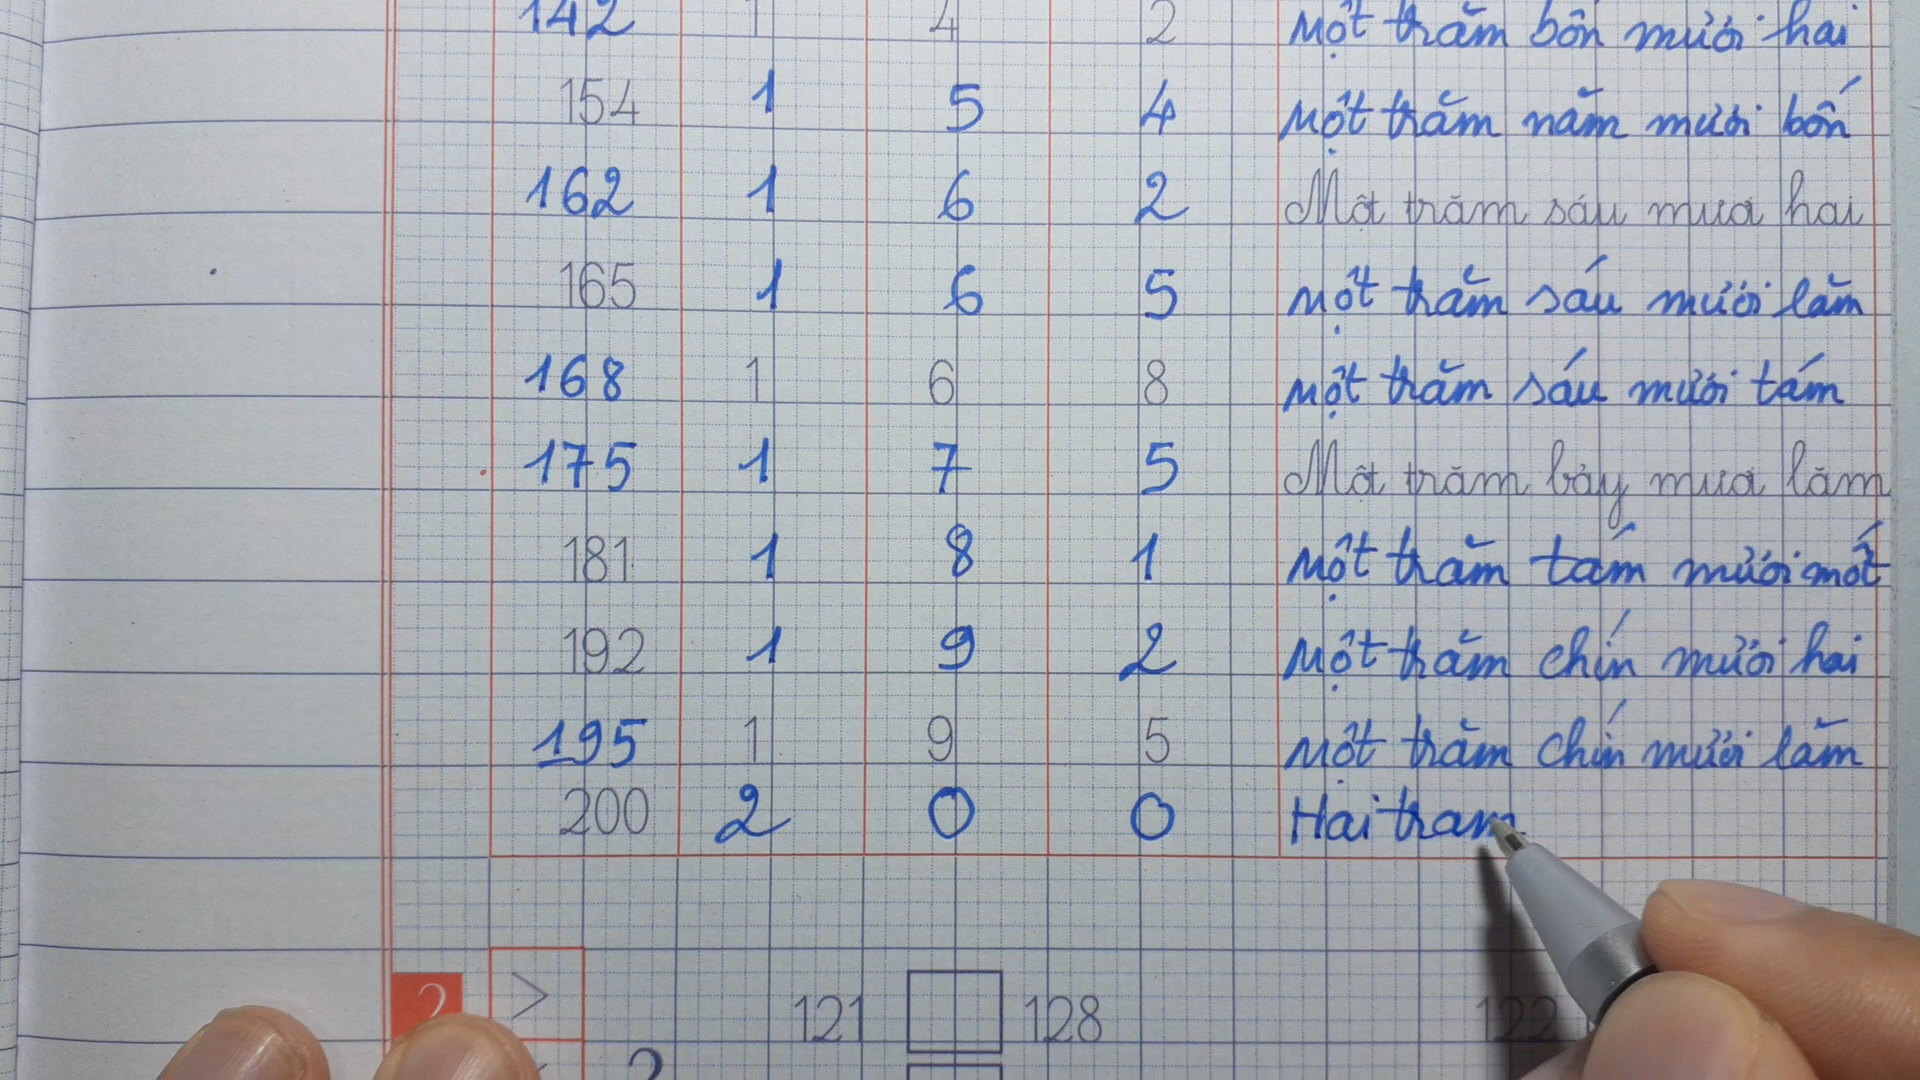 142 1 4 2 Một trăm bốn mươi hai
154 1 5 4 Một trăm năm mươi bốn
162 1 6 2 Một trăm sáu mươi hai
165 1 6 5 Một trăm sáu mươi lăm
168 1 6 8 Một trăm sáu mươi tám
175 1 7 5 Một trăm bảy mươi lăm
181 1 8 1 Một trăm tám mươi mốt
192 1 9 2 Một trăm chín mươi hai
195 1 9 5 Một trăm chín mươi lăm
200 2 0 0 Hai tram
2 > 121 128 122
?